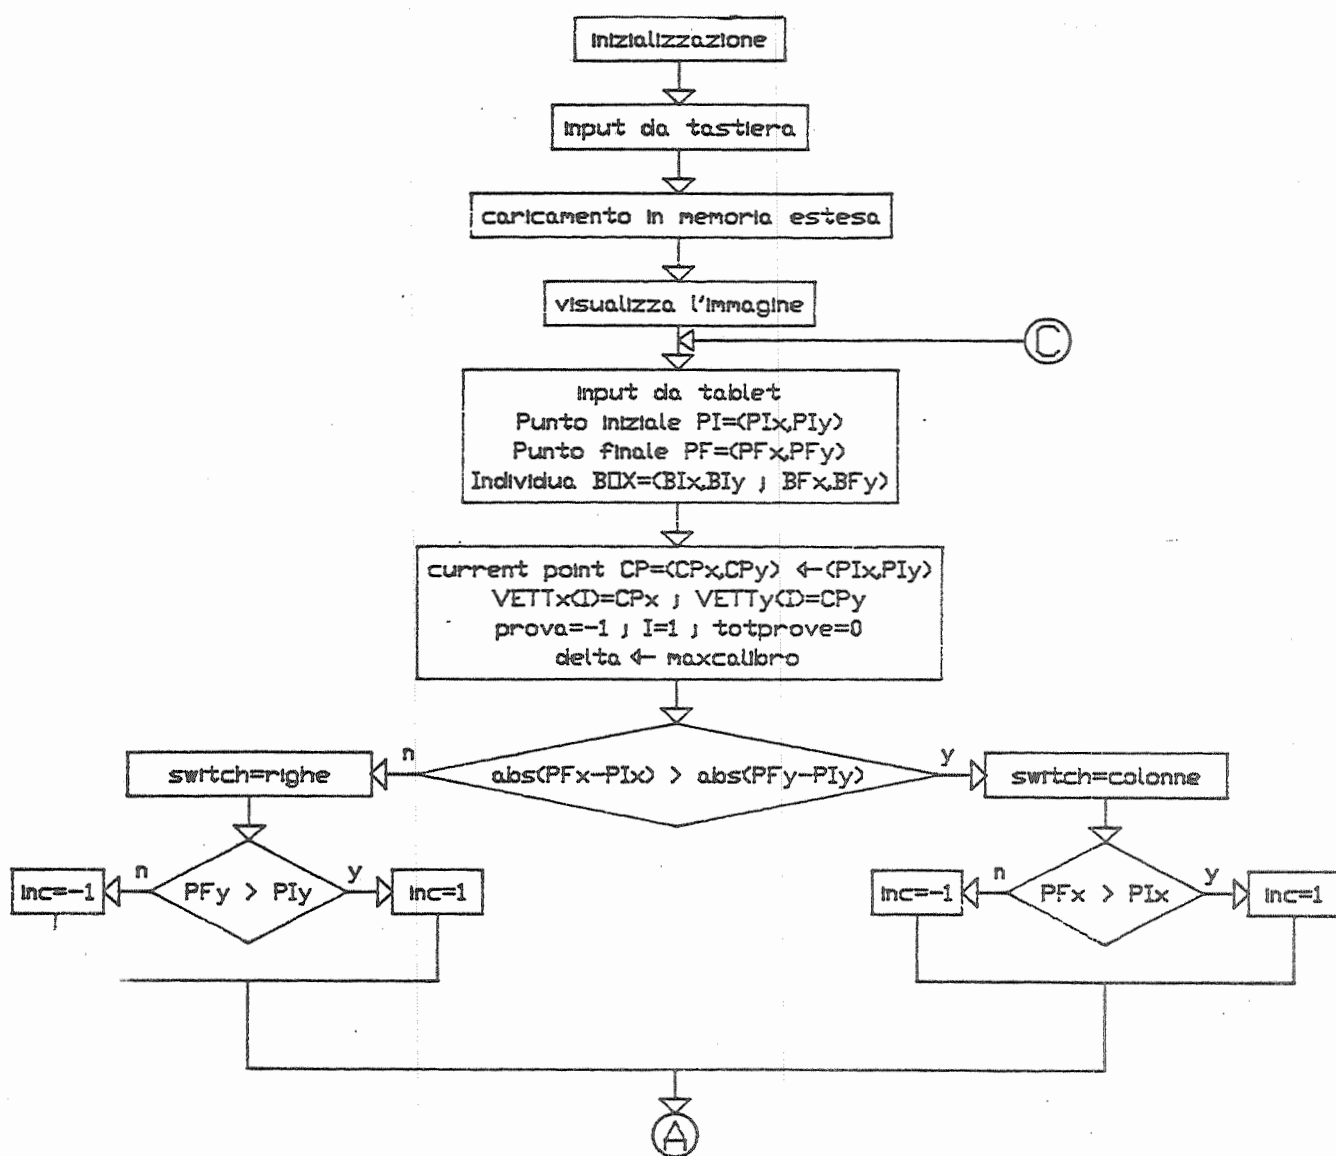 inizializzazione
input da tastiera
caricamento in memoria estesa
visualizza l'immagine
C
input da tablet
Punto iniziale PI=(PIx,PIy)
Punto finale PF=(PFx,PFy)
Individua BOX=(BIx,BIy ; BFx,BFy)
current point CP=(CPx,CPy) ←(PIx,PIy)
VETTx(I)=CPx ; VETTy(I)=CPy
prova=-1 ; I=1 ; totprove=0
delta ← maxcalibro
n
abs(PFx-PIx) > abs(PFy-PIy)
y
switch=righe
switch=colonne
inc=-1
n
PFy > PIy
y
inc=1
inc=-1
n
PFx > PIx
y
inc=1
A